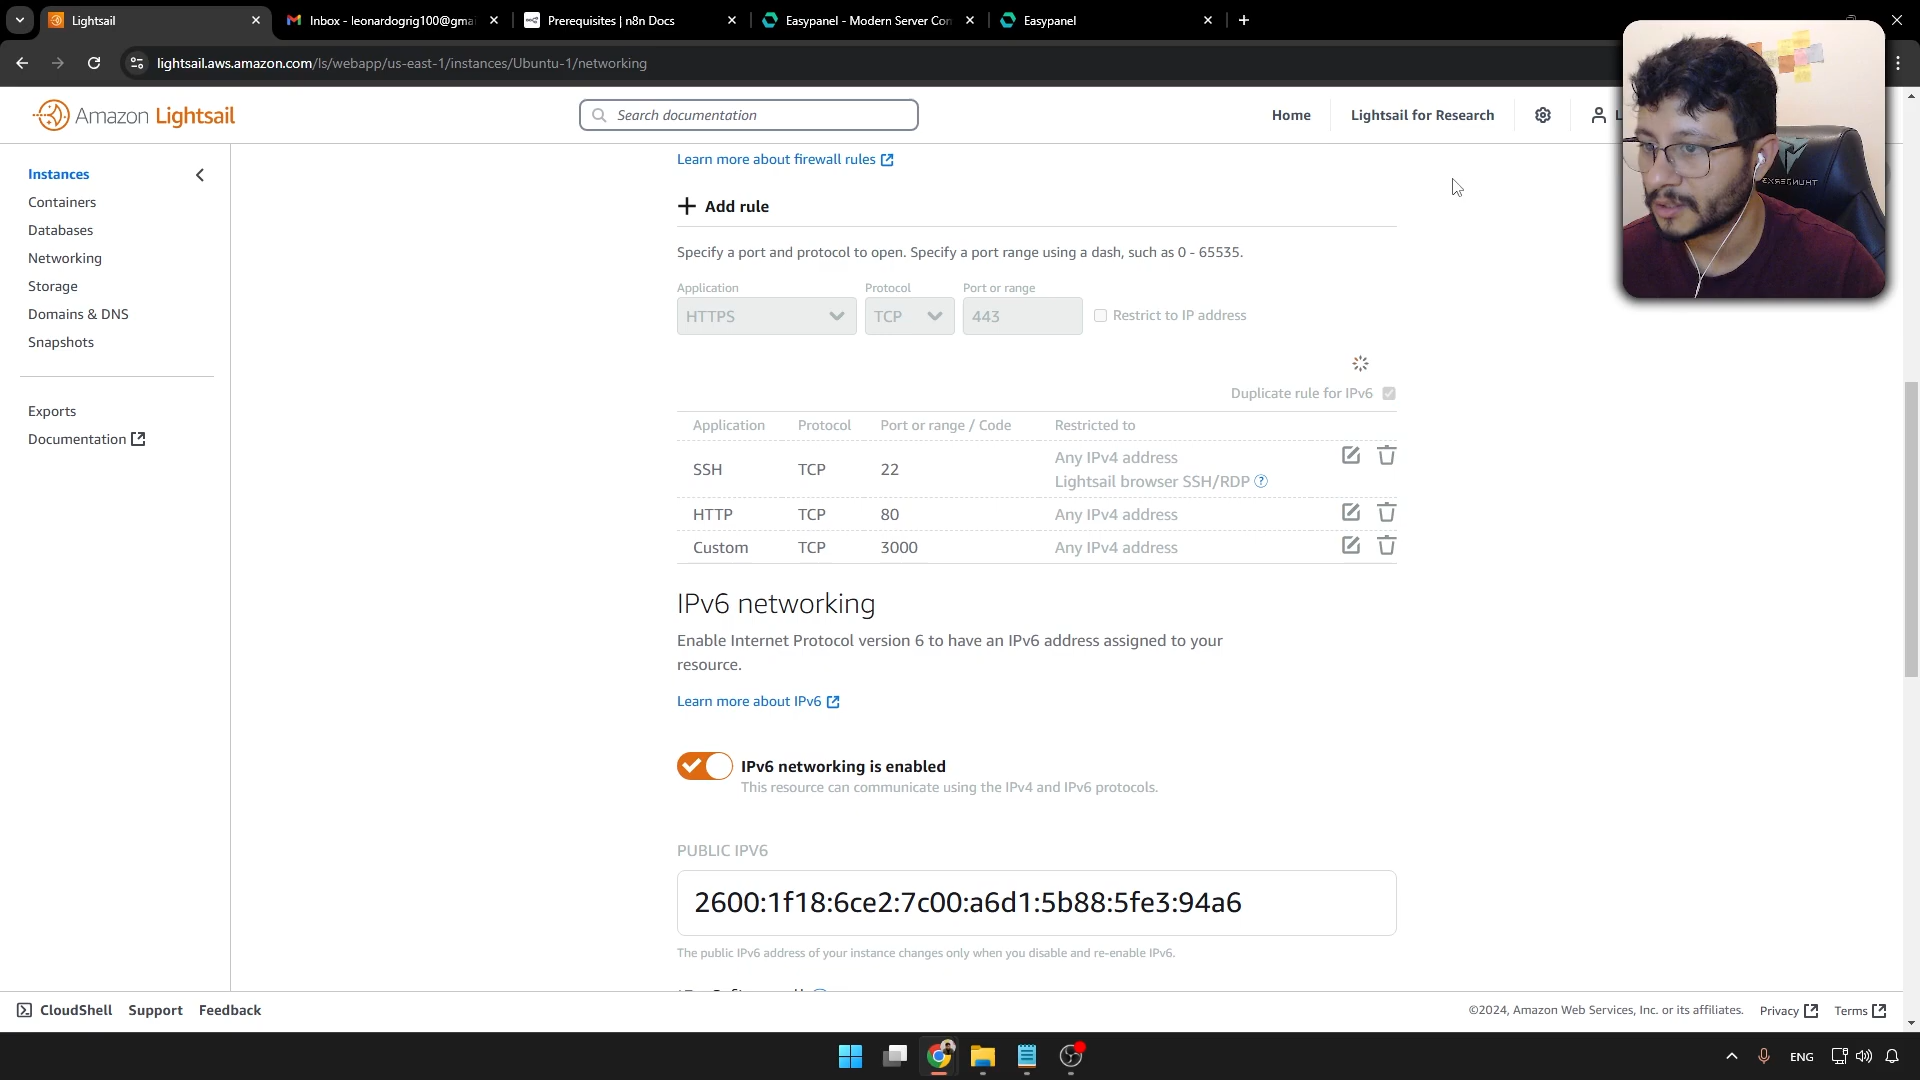 Lightsail
Inbox - leonardogrig100@gmai
Prerequisites | n8n Docs
Easypanel - Modern Server Con
Easypanel
lightsail.aws.amazon.com/ls/webapp/us-east-1/instances/Ubuntu-1/networking
Amazon Lightsail
Search documentation
Home
Lightsail for Research
L
Instances
Containers
Databases
Networking
Storage
Domains & DNS
Snapshots
Exports
Documentation
Learn more about firewall rules
Add rule
Specify a port and protocol to open. Specify a port range using a dash, such as 0 - 65535.
Application Protocol Port or range
HTTPS TCP 443 Restrict to IP address
Duplicate rule for IPv6
Application Protocol Port or range / Code Restricted to
SSH TCP 22 Any IPv4 address
Lightsail browser SSH/RDP ?
HTTP TCP 80 Any IPv4 address
Custom TCP 3000 Any IPv4 address
IPv6 networking
Enable Internet Protocol version 6 to have an IPv6 address assigned to your
resource.
Learn more about IPv6
IPv6 networking is enabled
This resource can communicate using the IPv4 and IPv6 protocols.
PUBLIC IPV6
2600:1f18:6ce2:7c00:a6d1:5b88:5fe3:94a6
The public IPv6 address of your instance changes only when you disable and re-enable IPv6.
CloudShell Support Feedback
©2024, Amazon Web Services, Inc. or its affiliates. Privacy Terms
ENG